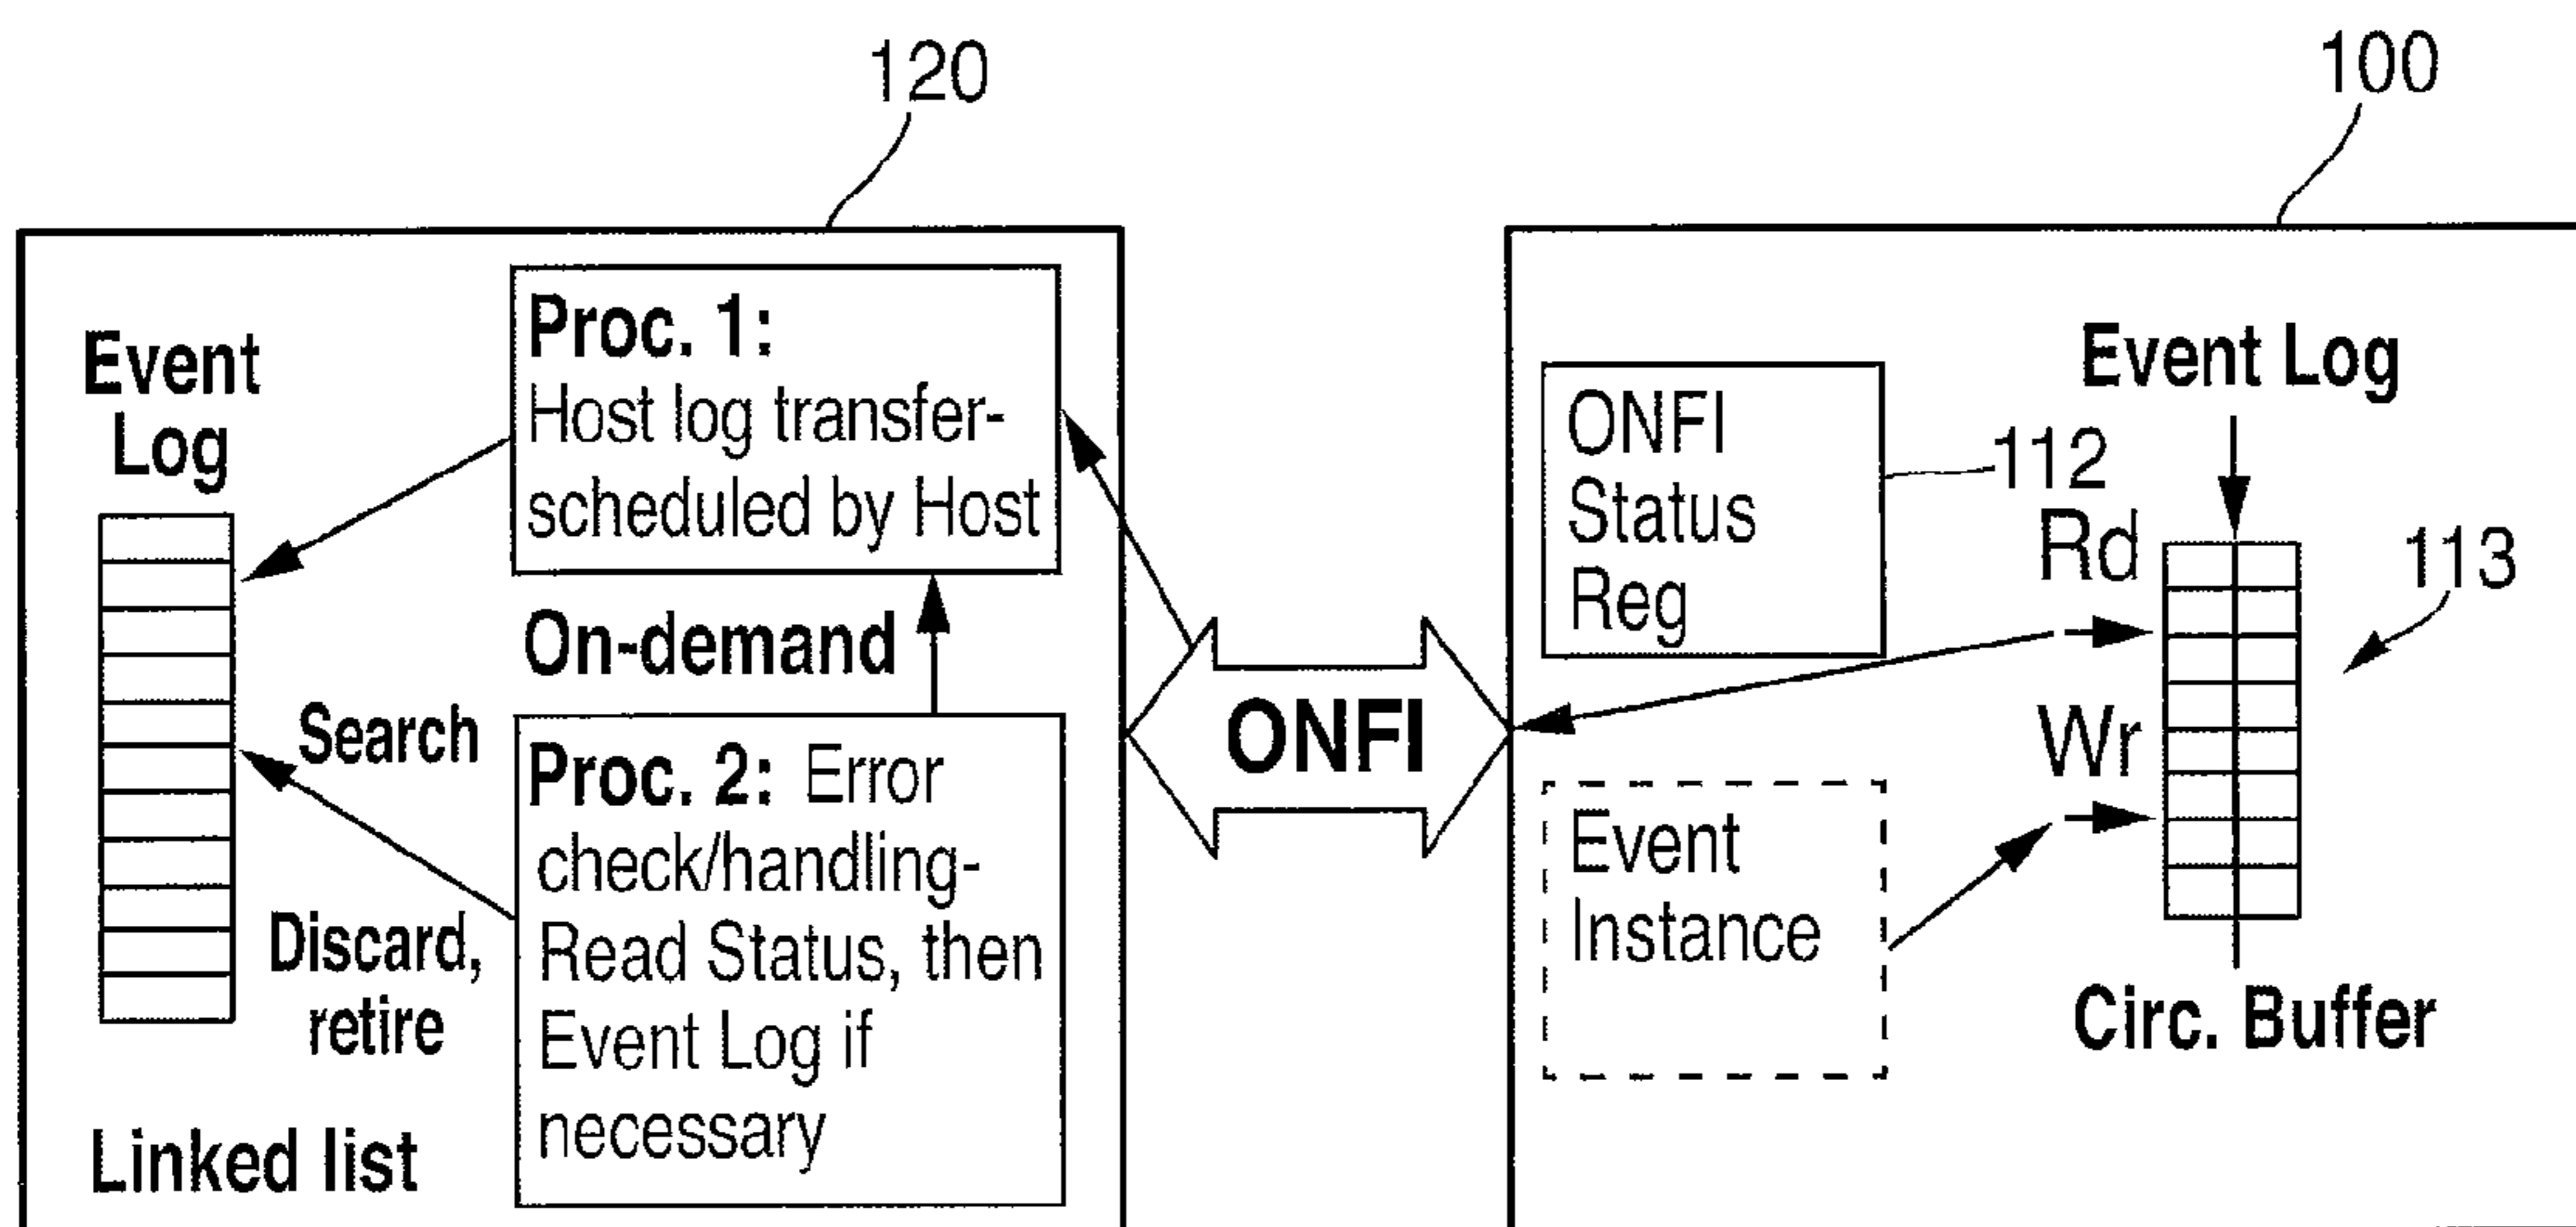 120
100
Event
Log
Proc. 1:
Host log transfer-
scheduled by Host
On-demand
Search
Proc. 2: Error
check/handling-
Read Status, then
Event Log if
necessary
Discard,
retire
Linked list
ONFI
ONFI
Status
Reg
112
Event Log
Rd
113
Wr
Event
Instance
Circ. Buffer